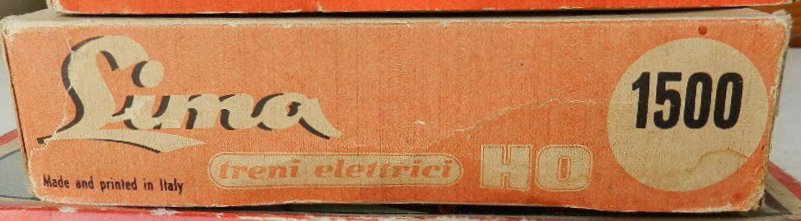 Lima
1500
treni elettrici HO
Made and printed in Italy